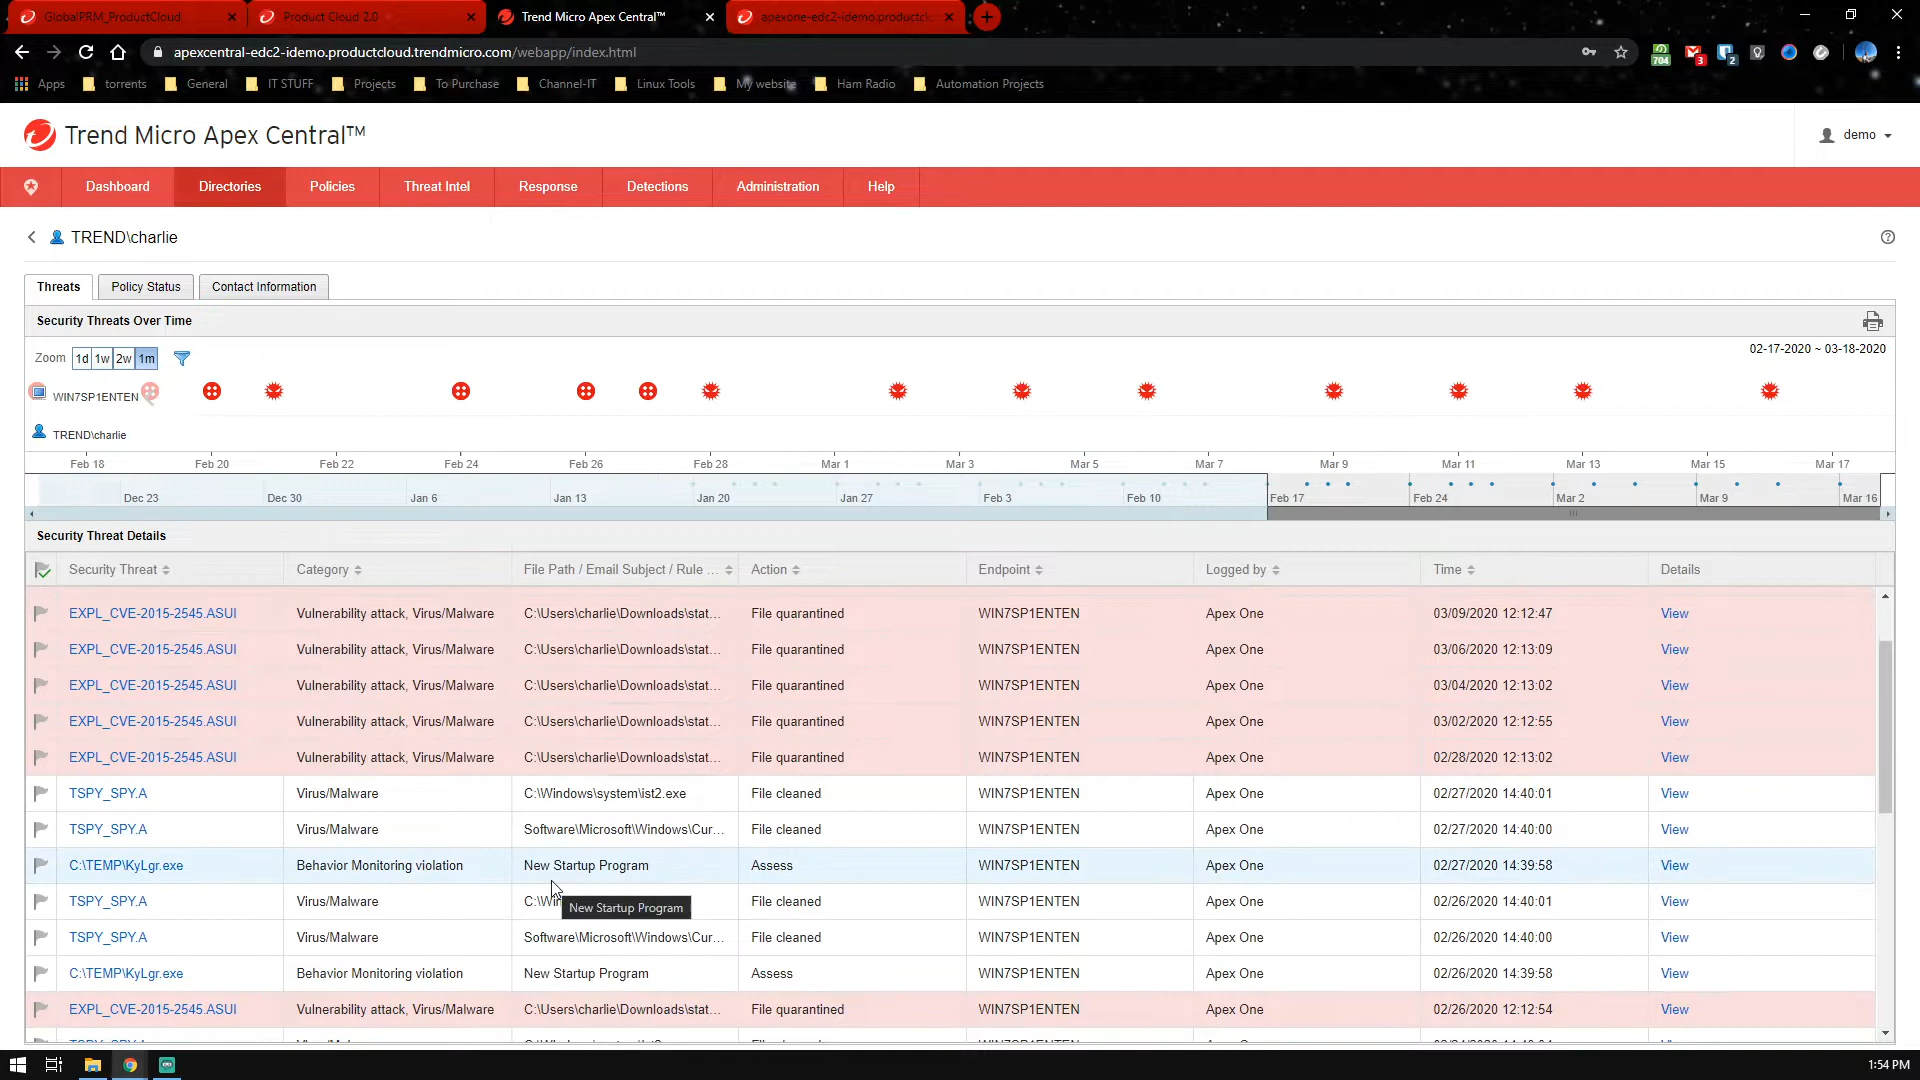 GlobalPRM_ProductCloud
Product Cloud 2.0
Trend Micro Apex Central™
apexone-edc2-idemo.productcl
apexcentral-edc2-idemo.productcloud.trendmicro.com/webapp/index.html
704
3
2
Apps
torrents
General
IT STUFF
Projects
To Purchase
Channel-IT
Linux Tools
My website
Ham Radio
Automation Projects
Trend Micro Apex Central™
demo
Dashboard
Directories
Policies
Threat Intel
Response
Detections
Administration
Help
TREND\charlie
Threats
Policy Status
Contact Information
Security Threats Over Time
Zoom 1d 1w 2w 1m
02-17-2020 ~ 03-18-2020
WIN7SP1ENTEN
TREND\charlie
Feb 18 Feb 20 Feb 22 Feb 24 Feb 26 Feb 28 Mar 1 Mar 3 Mar 5 Mar 7 Mar 9 Mar 11 Mar 13 Mar 15 Mar 17
Dec 23 Dec 30 Jan 6 Jan 13 Jan 20 Jan 27 Feb 3 Feb 10 Feb 17 Feb 24 Mar 2 Mar 9 Mar 16
Security Threat Details
Security Threat Category File Path / Email Subject / Rule ... Action Endpoint Logged by Time Details
EXPL_CVE-2015-2545.ASUI Vulnerability attack, Virus/Malware C:\Users\charlie\Downloads\stat... File quarantined WIN7SP1ENTEN Apex One 03/09/2020 12:12:47 View
EXPL_CVE-2015-2545.ASUI Vulnerability attack, Virus/Malware C:\Users\charlie\Downloads\stat... File quarantined WIN7SP1ENTEN Apex One 03/06/2020 12:13:09 View
EXPL_CVE-2015-2545.ASUI Vulnerability attack, Virus/Malware C:\Users\charlie\Downloads\stat... File quarantined WIN7SP1ENTEN Apex One 03/04/2020 12:13:02 View
EXPL_CVE-2015-2545.ASUI Vulnerability attack, Virus/Malware C:\Users\charlie\Downloads\stat... File quarantined WIN7SP1ENTEN Apex One 03/02/2020 12:12:55 View
EXPL_CVE-2015-2545.ASUI Vulnerability attack, Virus/Malware C:\Users\charlie\Downloads\stat... File quarantined WIN7SP1ENTEN Apex One 02/28/2020 12:13:02 View
TSPY_SPY.A Virus/Malware C:\Windows\system\ist2.exe File cleaned WIN7SP1ENTEN Apex One 02/27/2020 14:40:01 View
TSPY_SPY.A Virus/Malware Software\Microsoft\Windows\Cur... File cleaned WIN7SP1ENTEN Apex One 02/27/2020 14:40:00 View
C:\TEMP\KyLgr.exe Behavior Monitoring violation New Startup Program Assess WIN7SP1ENTEN Apex One 02/27/2020 14:39:58 View
TSPY_SPY.A Virus/Malware C:\Wi New Startup Program File cleaned WIN7SP1ENTEN Apex One 02/26/2020 14:40:01 View
TSPY_SPY.A Virus/Malware Software\Microsoft\Windows\Cur... File cleaned WIN7SP1ENTEN Apex One 02/26/2020 14:40:00 View
C:\TEMP\KyLgr.exe Behavior Monitoring violation New Startup Program Assess WIN7SP1ENTEN Apex One 02/26/2020 14:39:58 View
EXPL_CVE-2015-2545.ASUI Vulnerability attack, Virus/Malware C:\Users\charlie\Downloads\stat... File quarantined WIN7SP1ENTEN Apex One 02/26/2020 12:12:54 View
1:54 PM